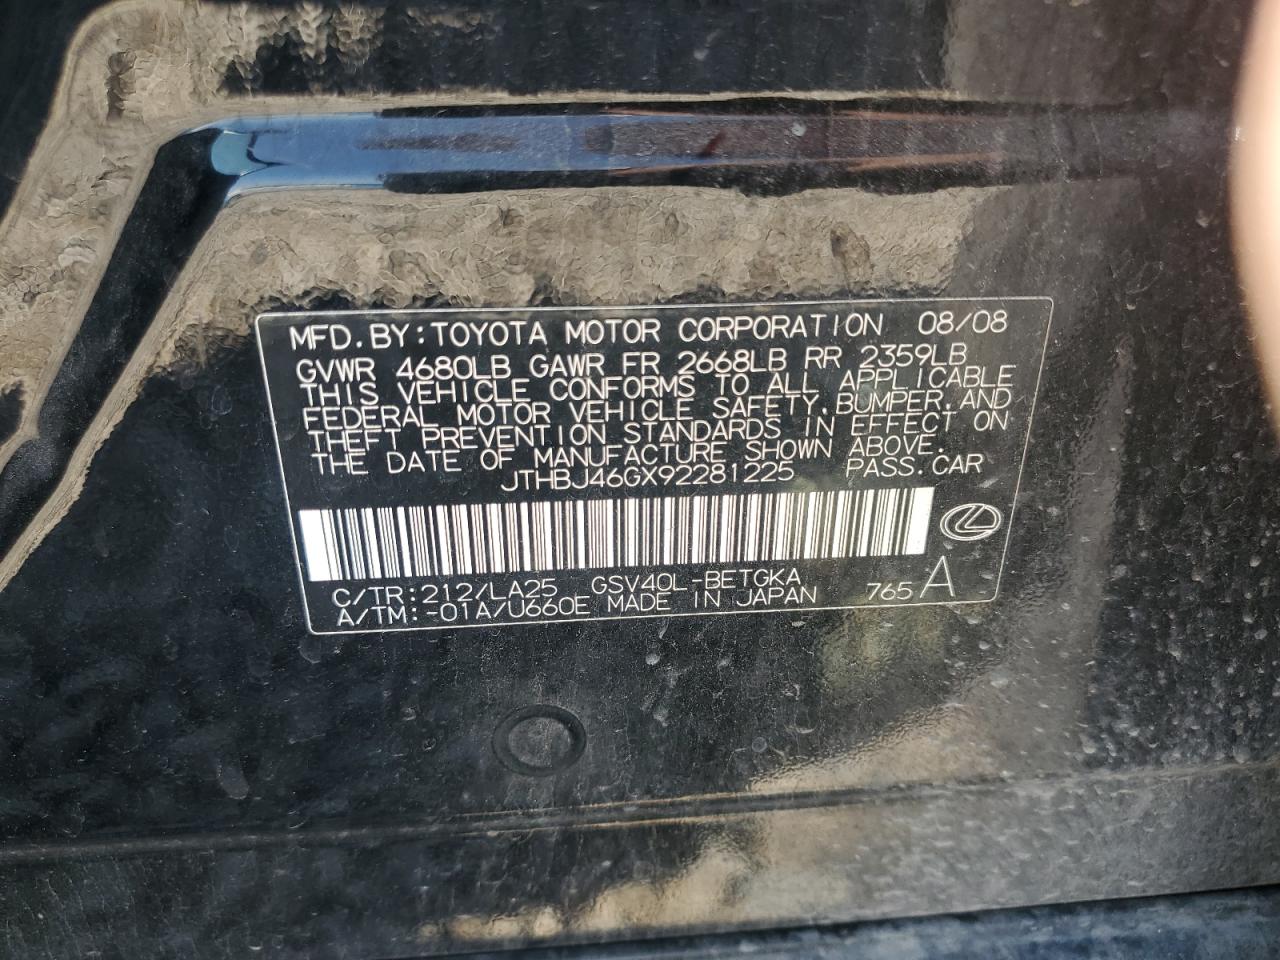 MFD. BY: TOYOTA MOTOR CORPORATION 08/08
GVWR 4680LB GAWR FR 2668LB RR 2359LB
THIS VEHICLE CONFORMS TO ALL APPLICABLE
FEDERAL MOTOR VEHICLE SAFETY, BUMPER, AND
THEFT PREVENTION STANDARDS IN EFFECT ON
THE DATE OF MANUFACTURE SHOWN ABOVE.
JTHBJ46GX92281225 PASS. CAR
C/TR: 212/LA25 GSV40L-BETGKA
A/TM: -01A/U660E MADE IN JAPAN 765 A